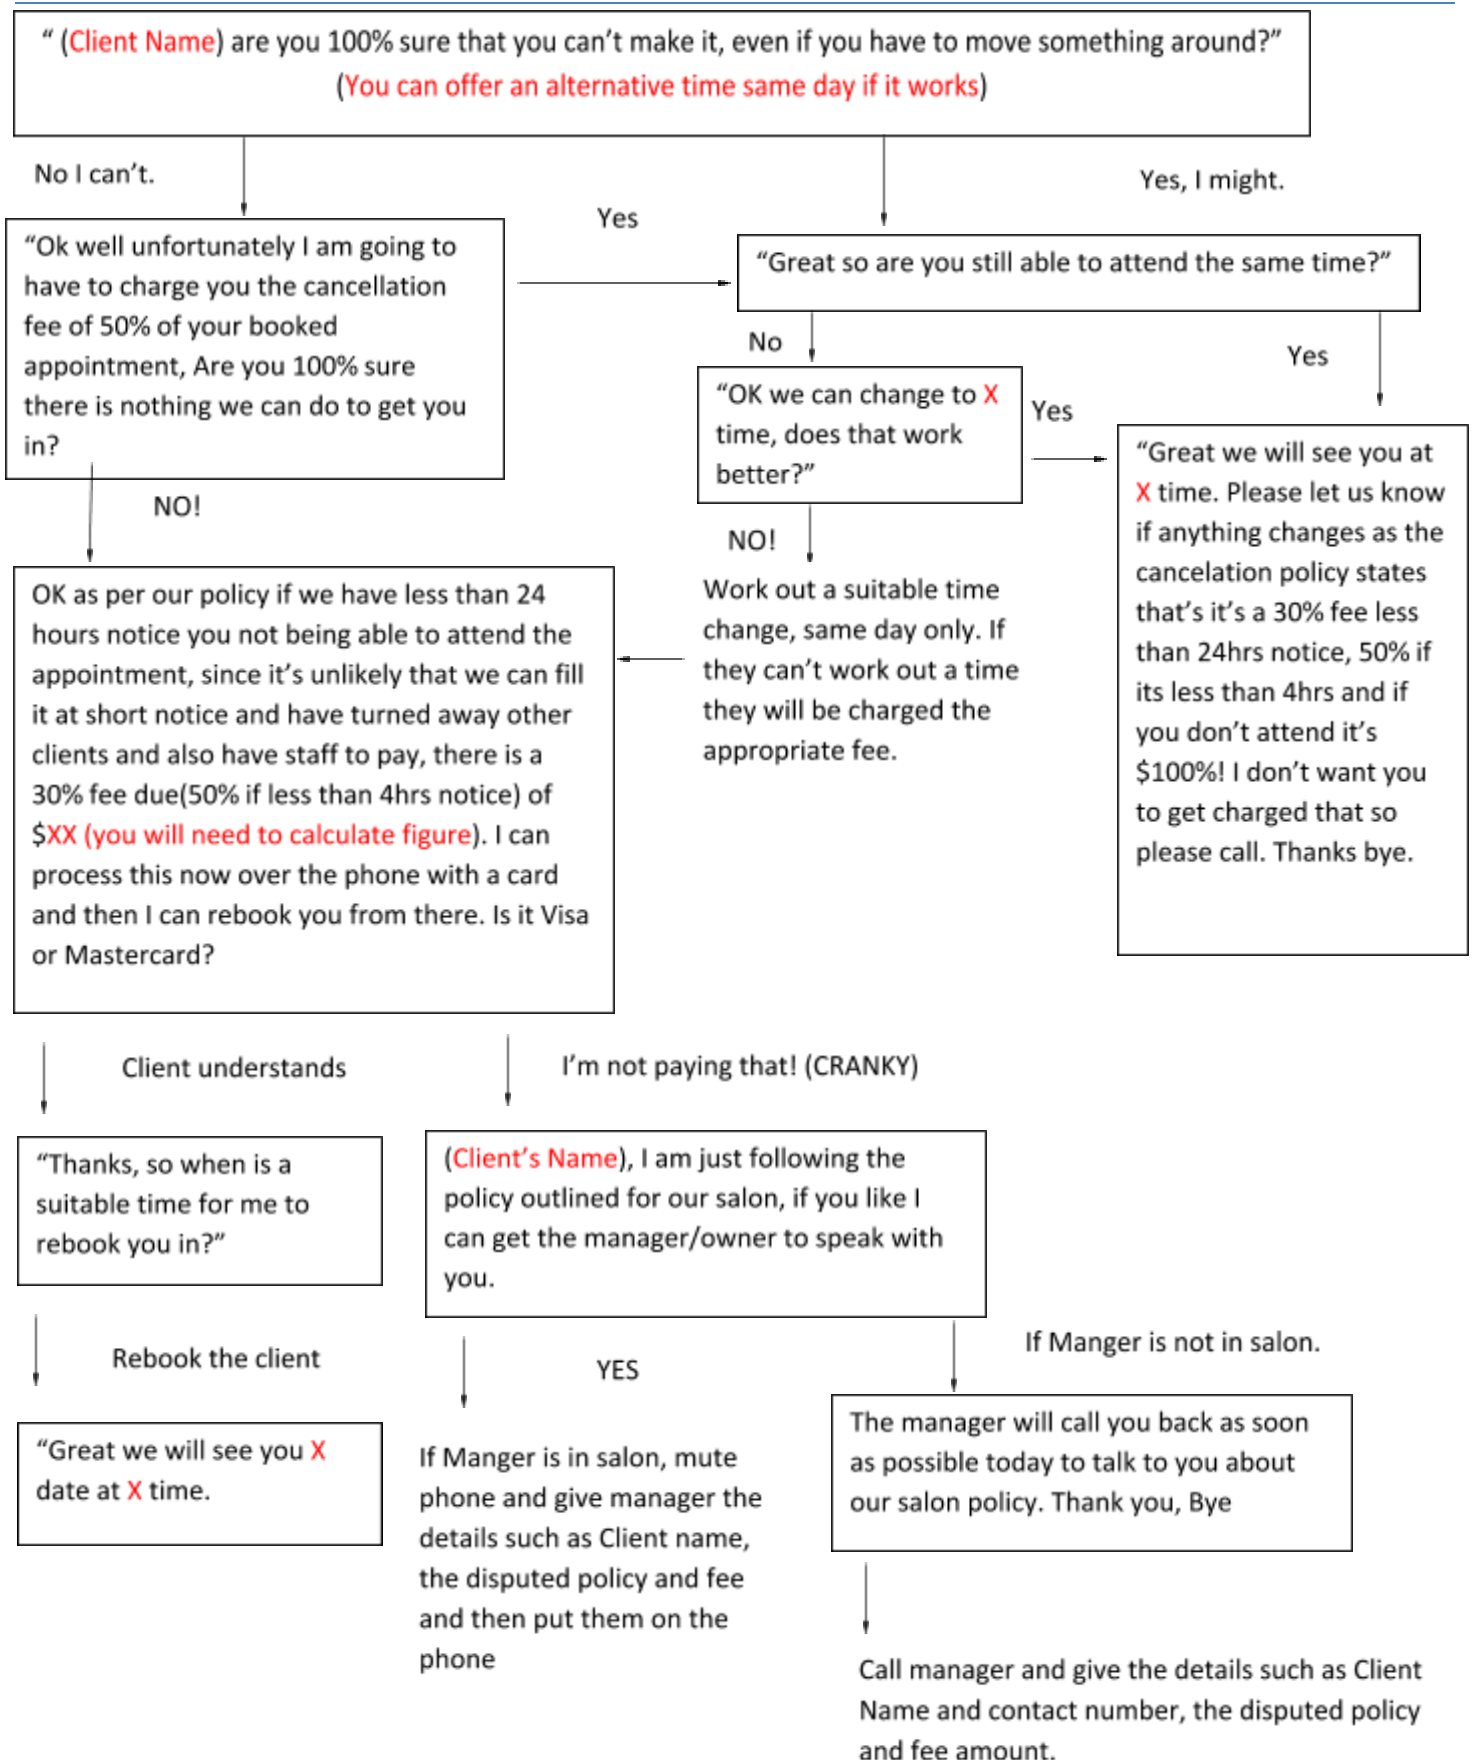 “ (Client Name) are you 100% sure that you can’t make it, even if you have to move something around?”
(You can offer an alternative time same day if it works)
No I can’t.
Yes, I might.
Yes
“Ok well unfortunately I am going to
have to charge you the cancellation
fee of 50% of your booked
appointment, Are you 100% sure
there is nothing we can do to get you
in?
“Great so are you still able to attend the same time?”
No
Yes
“OK we can change to X
time, does that work
better?”
Yes
“Great we will see you at
X time. Please let us know
if anything changes as the
cancelation policy states
that’s it’s a 30% fee less
than 24hrs notice, 50% if
its less than 4hrs and if
you don’t attend it’s
$100%! I don’t want you
to get charged that so
please call. Thanks bye.
NO!
NO!
Work out a suitable time
change, same day only. If
they can’t work out a time
they will be charged the
appropriate fee.
OK as per our policy if we have less than 24
hours notice you not being able to attend the
appointment, since it’s unlikely that we can fill
it at short notice and have turned away other
clients and also have staff to pay, there is a
30% fee due(50% if less than 4hrs notice) of
$XX (you will need to calculate figure). I can
process this now over the phone with a card
and then I can rebook you from there. Is it Visa
or Mastercard?
Client understands
I’m not paying that! (CRANKY)
“Thanks, so when is a
suitable time for me to
rebook you in?”
(Client’s Name), I am just following the
policy outlined for our salon, if you like I
can get the manager/owner to speak with
you.
Rebook the client
YES
If Manger is not in salon.
“Great we will see you X
date at X time.
If Manger is in salon, mute
phone and give manager the
details such as Client name,
the disputed policy and fee
and then put them on the
phone
The manager will call you back as soon
as possible today to talk to you about
our salon policy. Thank you, Bye
Call manager and give the details such as Client
Name and contact number, the disputed policy
and fee amount.